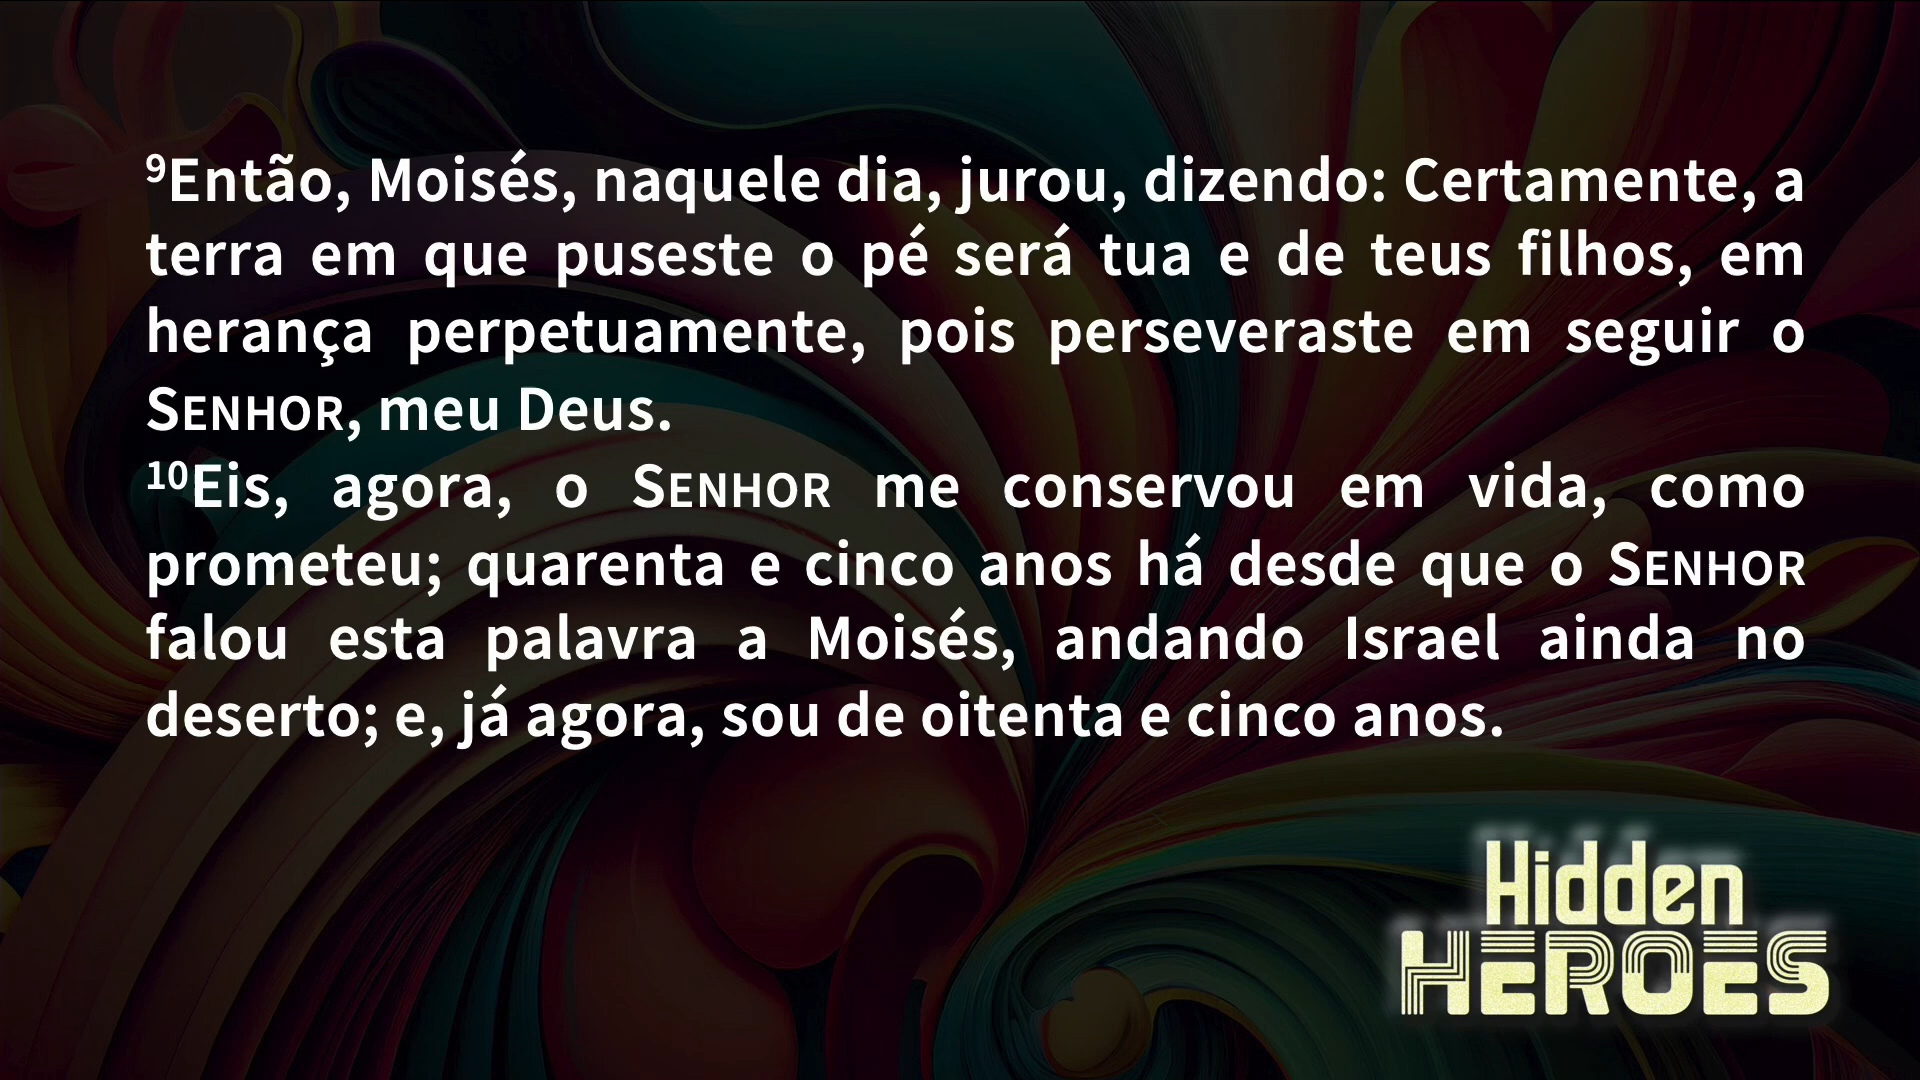 ⁹Então, Moisés, naquele dia, jurou, dizendo: Certamente, a
terra em que puseste o pé será tua e de teus filhos, em
herança perpetuamente, pois perseveraste em seguir o
SENHOR, meu Deus.
¹⁰Eis, agora, o SENHOR me conservou em vida, como
prometeu; quarenta e cinco anos há desde que o SENHOR
falou esta palavra a Moisés, andando Israel ainda no
deserto; e, já agora, sou de oitenta e cinco anos.
Hidden
HEROES